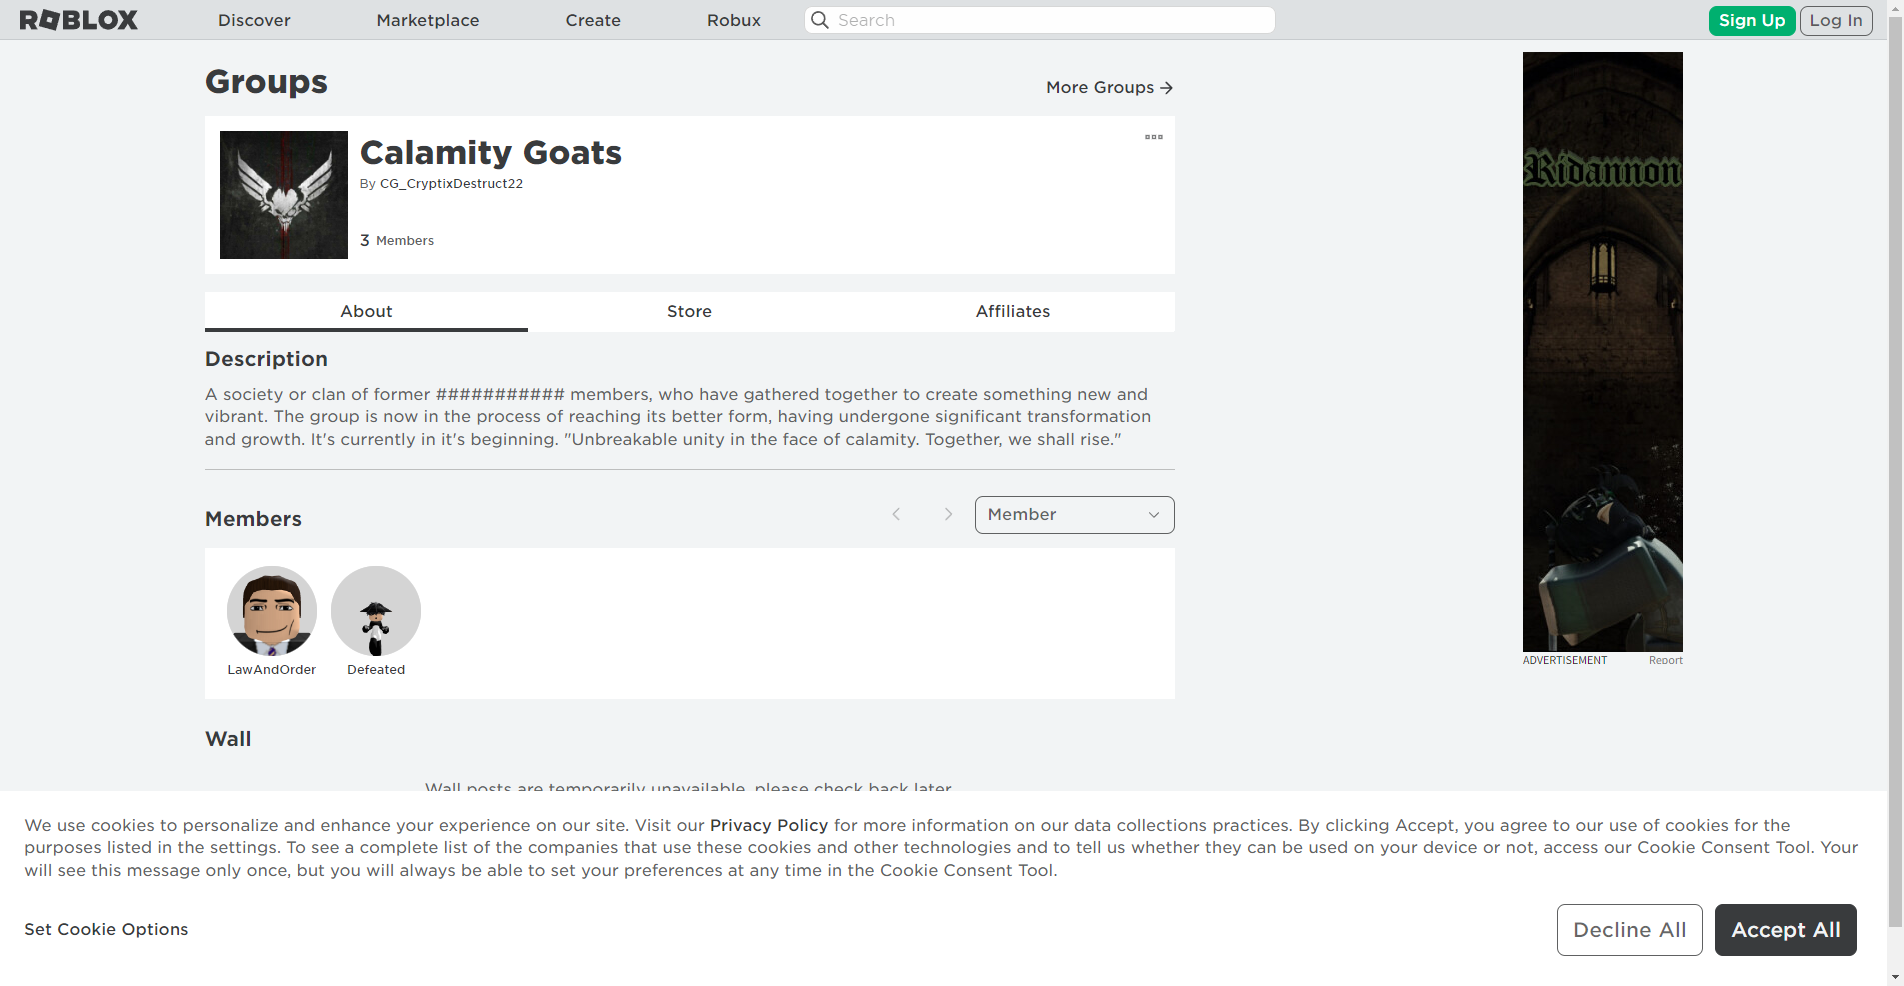 ROBLOX Discover Marketplace Create Robux Search Sign Up Log In
Groups
More Groups →
Calamity Goats
By CG_CryptixDestruct22
3 Members
About Store Affiliates
Description
A society or clan of former ########### members, who have gathered together to create something new and
vibrant. The group is now in the process of reaching its better form, having undergone significant transformation
and growth. It's currently in it's beginning. "Unbreakable unity in the face of calamity. Together, we shall rise."
Members
Member
LawAndOrder Defeated
Wall
Wall posts are temporarily unavailable, please check back later
Ridannon
ADVERTISEMENT Report
We use cookies to personalize and enhance your experience on our site. Visit our Privacy Policy for more information on our data collections practices. By clicking Accept, you agree to our use of cookies for the
purposes listed in the settings. To see a complete list of the companies that use these cookies and other technologies and to tell us whether they can be used on your device or not, access our Cookie Consent Tool. Your
will see this message only once, but you will always be able to set your preferences at any time in the Cookie Consent Tool.
Set Cookie Options
Decline All Accept All